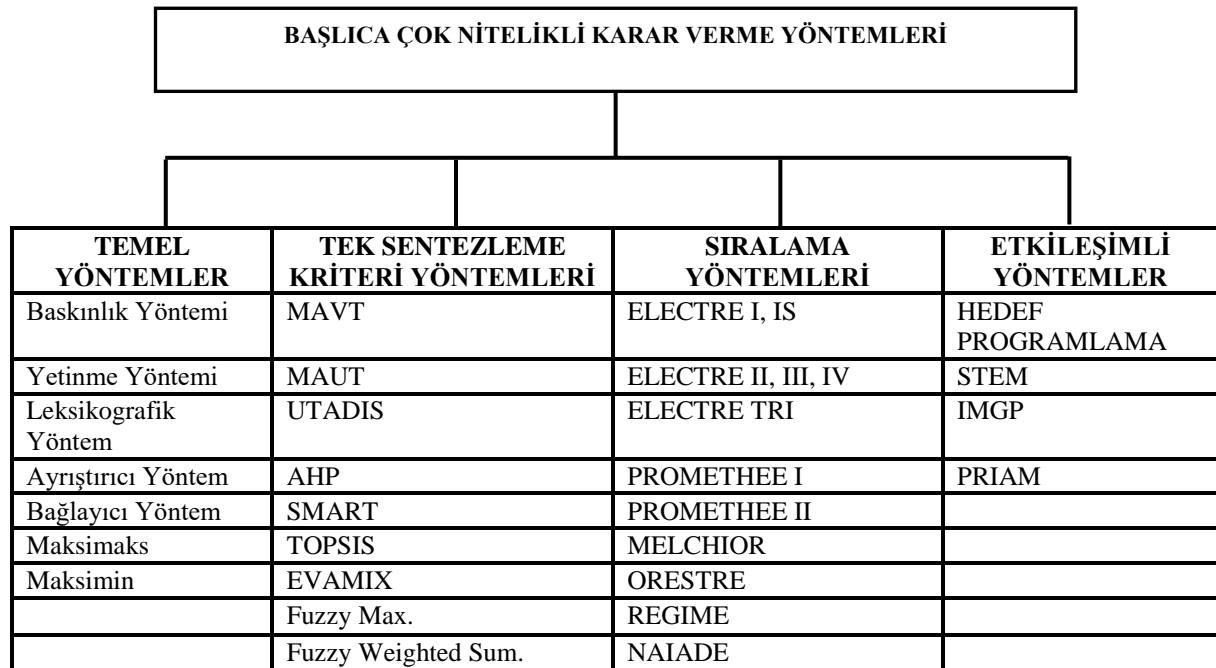 BAŞLICA ÇOK NİTELİKLİ KARAR VERME YÖNTEMLERİ
TEMEL
YÖNTEMLER
TEK SENTEZLEME
KRİTERİ YÖNTEMLERİ
SIRALAMA
YÖNTEMLERİ
ETKİLEŞİMLİ
YÖNTEMLER
Baskınlık Yöntemi
MAVT
ELECTRE I, IS
HEDEF
PROGRAMLAMA
Yetinme Yöntemi
MAUT
ELECTRE II, III, IV
STEM
Leksikografik
Yöntem
UTADIS
ELECTRE TRI
IMGP
Ayrıştırıcı Yöntem
AHP
PROMETHEE I
PRIAM
Bağlayıcı Yöntem
SMART
PROMETHEE II
Maksimaks
TOPSIS
MELCHIOR
Maksimin
EVAMIX
ORESTRE
Fuzzy Max.
REGIME
Fuzzy Weighted Sum.
NAIADE